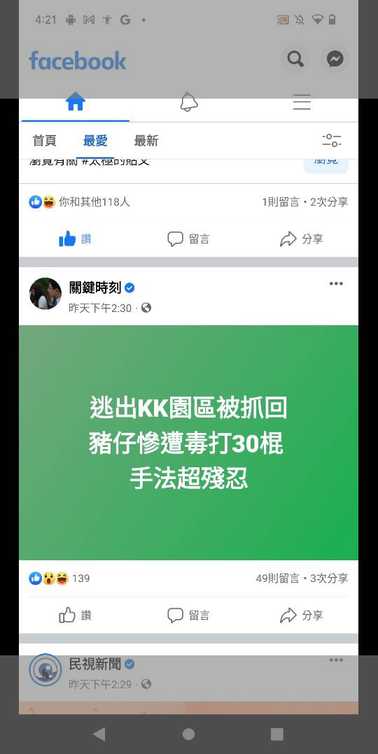 4:21
facebook
首頁 最愛 最新
瀏覽有關 #太極的貼文 瀏覽
你和其他118人 1則留言・2次分享
讚 留言 分享
關鍵時刻
昨天下午2:30
逃出KK園區被抓回
豬仔慘遭毒打30棍
手法超殘忍
139 49則留言・3次分享
讚 留言 分享
民視新聞
昨天下午2:29